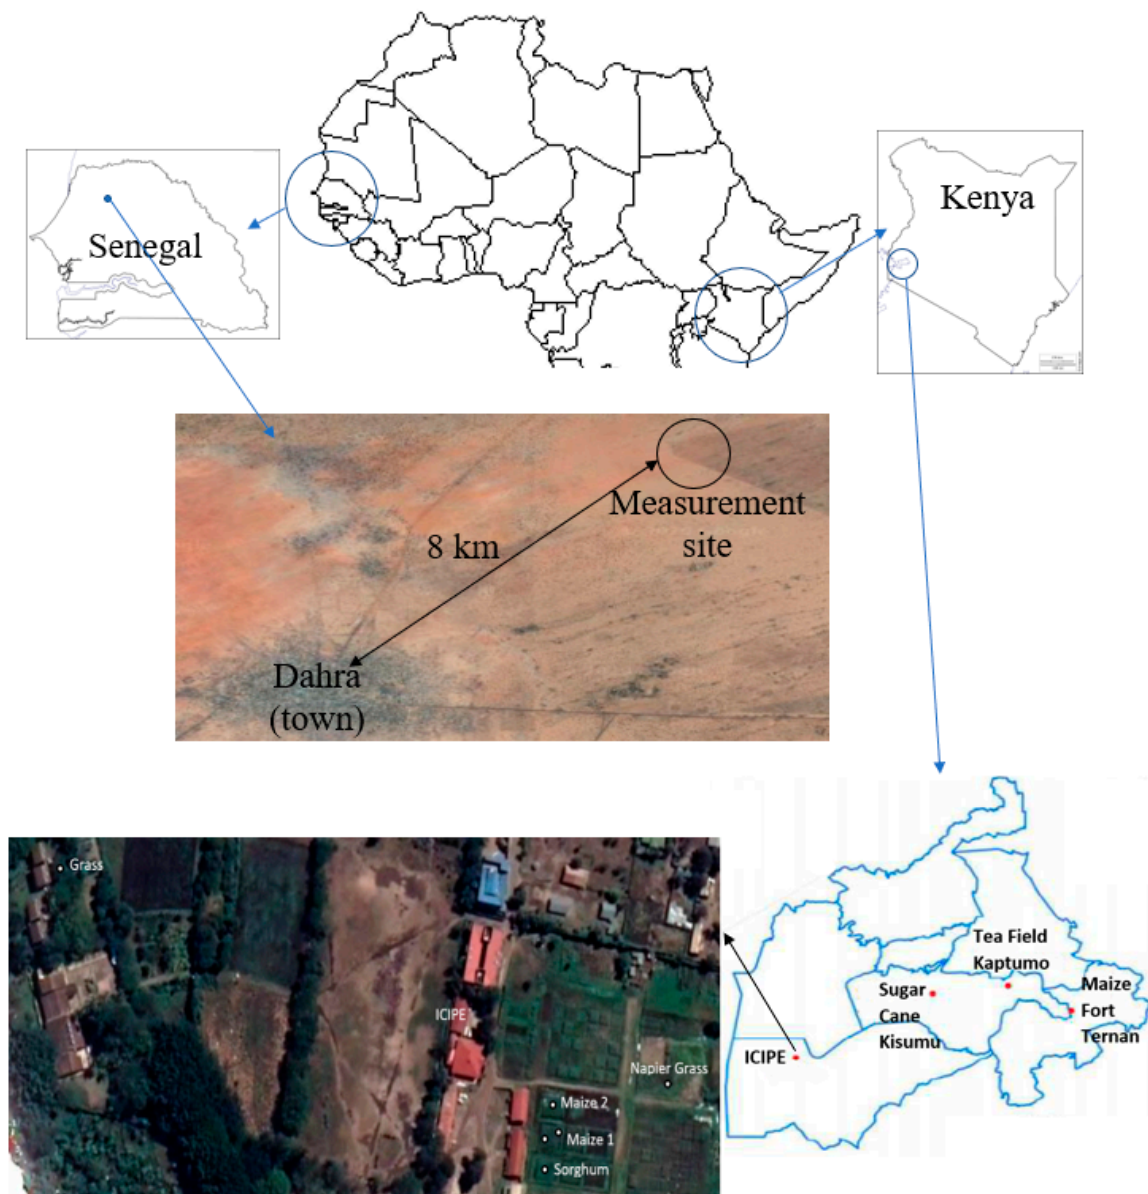 Senegal
Kenya
Measurement
site
8 km
Dahra
(town)
Grass
ICIPE
Napier Grass
Maize 2
Maize 1
Sorghum
Tea Field
Kaptumo
Sugar
Cane
Kisumu
Maize
Fort
Ternan
ICIPE